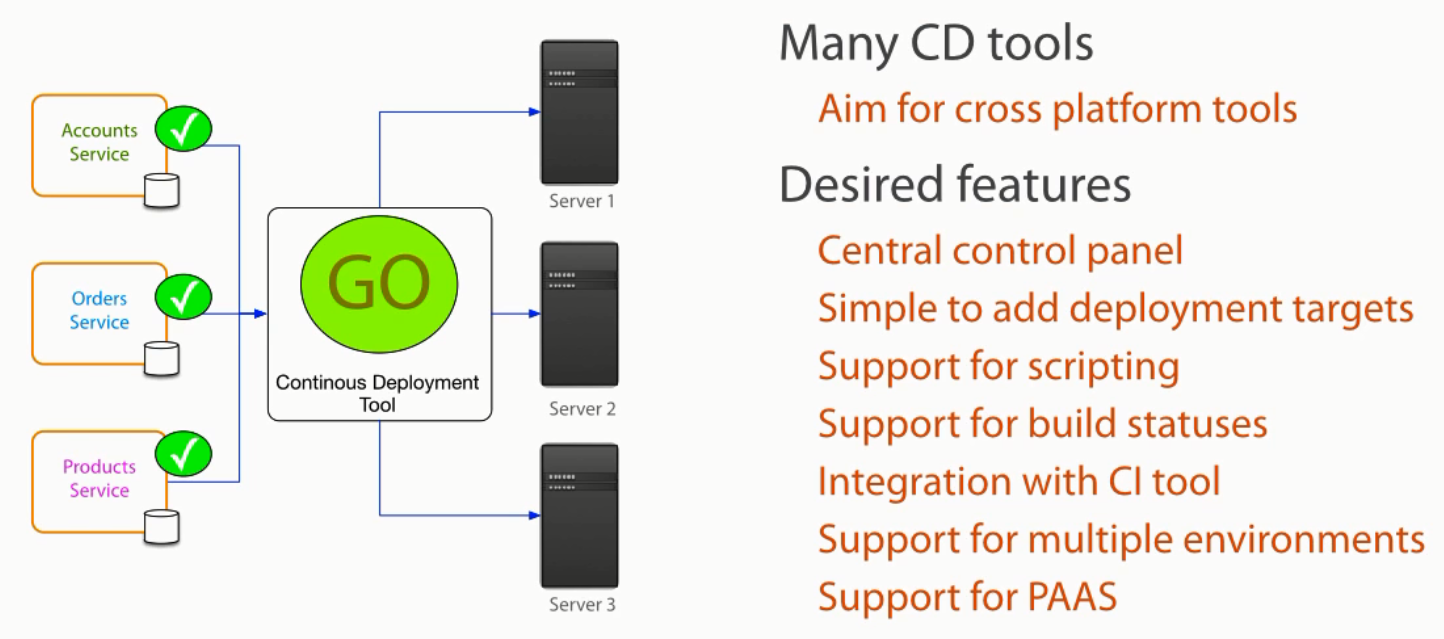 Accounts
Service
Orders
Service
Products
Service
GO
Continous Deployment
Tool
Server 1
Server 2
Server 3
Many CD tools
Aim for cross platform tools
Desired features
Central control panel
Simple to add deployment targets
Support for scripting
Support for build statuses
Integration with CI tool
Support for multiple environments
Support for PAAS